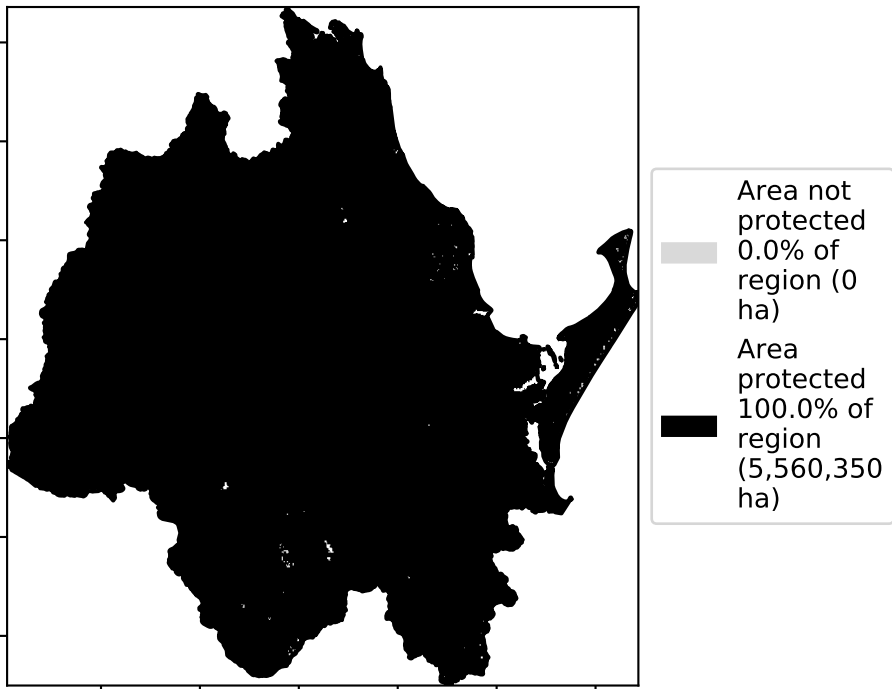 Area not
protected
0.0% of
region (0
ha)
Area
protected
100.0% of
region
(5,560,350
ha)